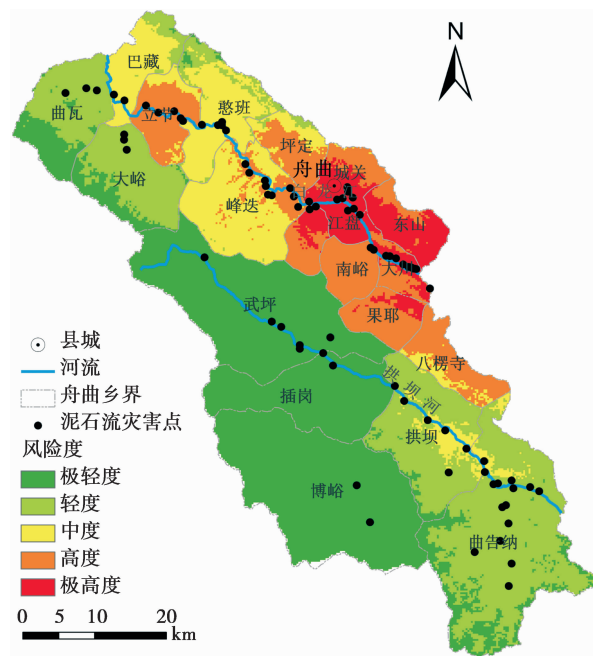 N
巴藏
曲瓦
立节
憨班
大峪
坪定
舟曲
城关
峰迭
江盘
东山
南峪
大川
武坪
果耶
八楞寺
插岗
拱坝河
拱坝
博峪
曲告纳
县城
河流
舟曲乡界
泥石流灾害点
风险度
极轻度
轻度
中度
高度
极高度
0 5 10 20
km